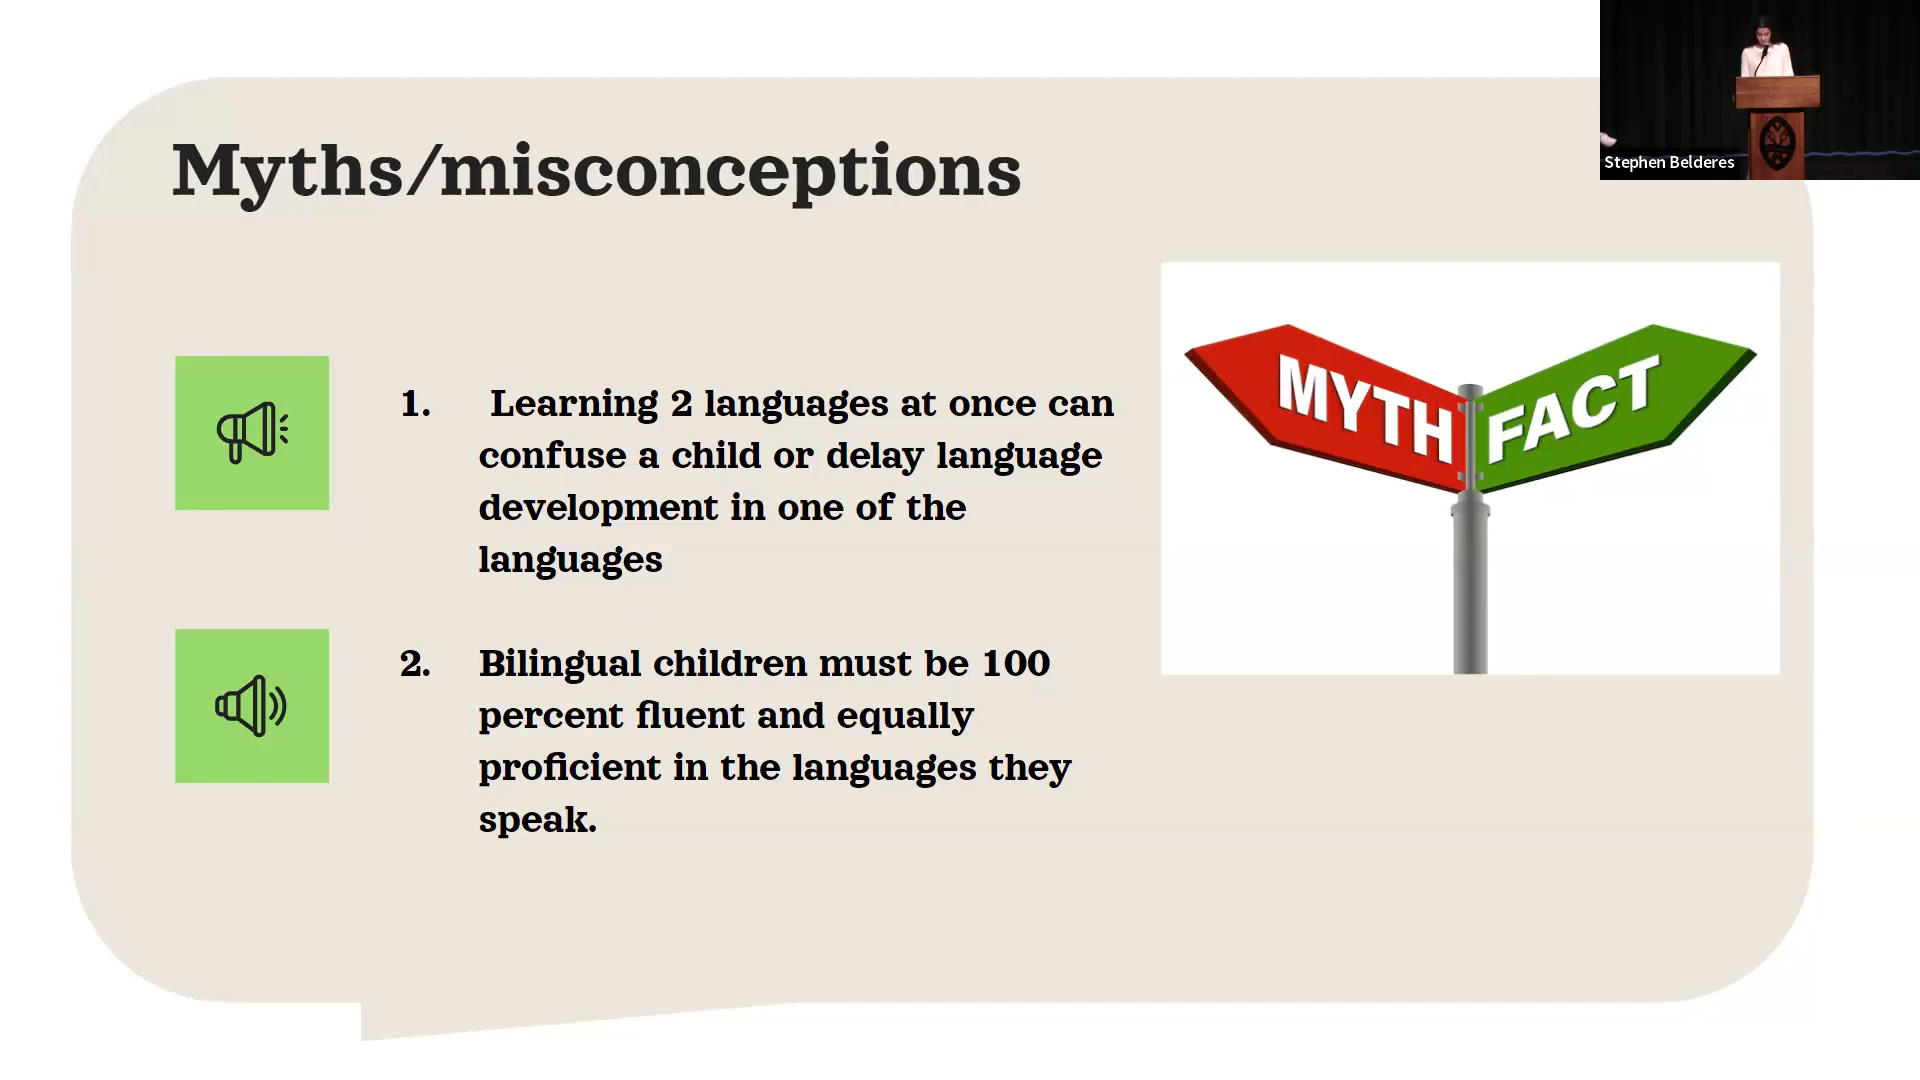 Myths/misconceptions
Stephen Belderes
1. Learning 2 languages at once can
confuse a child or delay language
development in one of the
languages
2. Bilingual children must be 100
percent fluent and equally
proficient in the languages they
speak.
MYTH
FACT